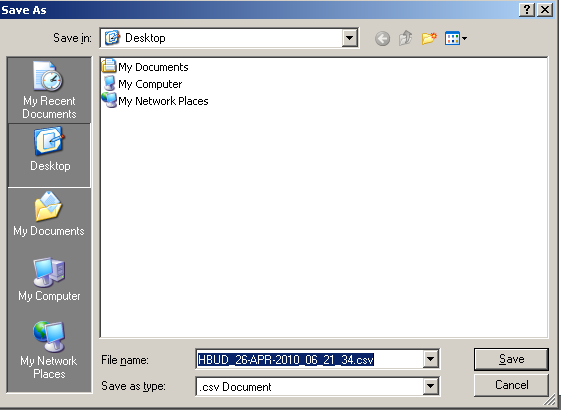 Save As
Save in:
Desktop
My Documents
My Computer
My Network Places
My Recent
Documents
Desktop
My Documents
My Computer
My Network
Places
File name:
HBUD_26-APR-2010_06_21_34.csv
Save
Save as type:
.csv Document
Cancel